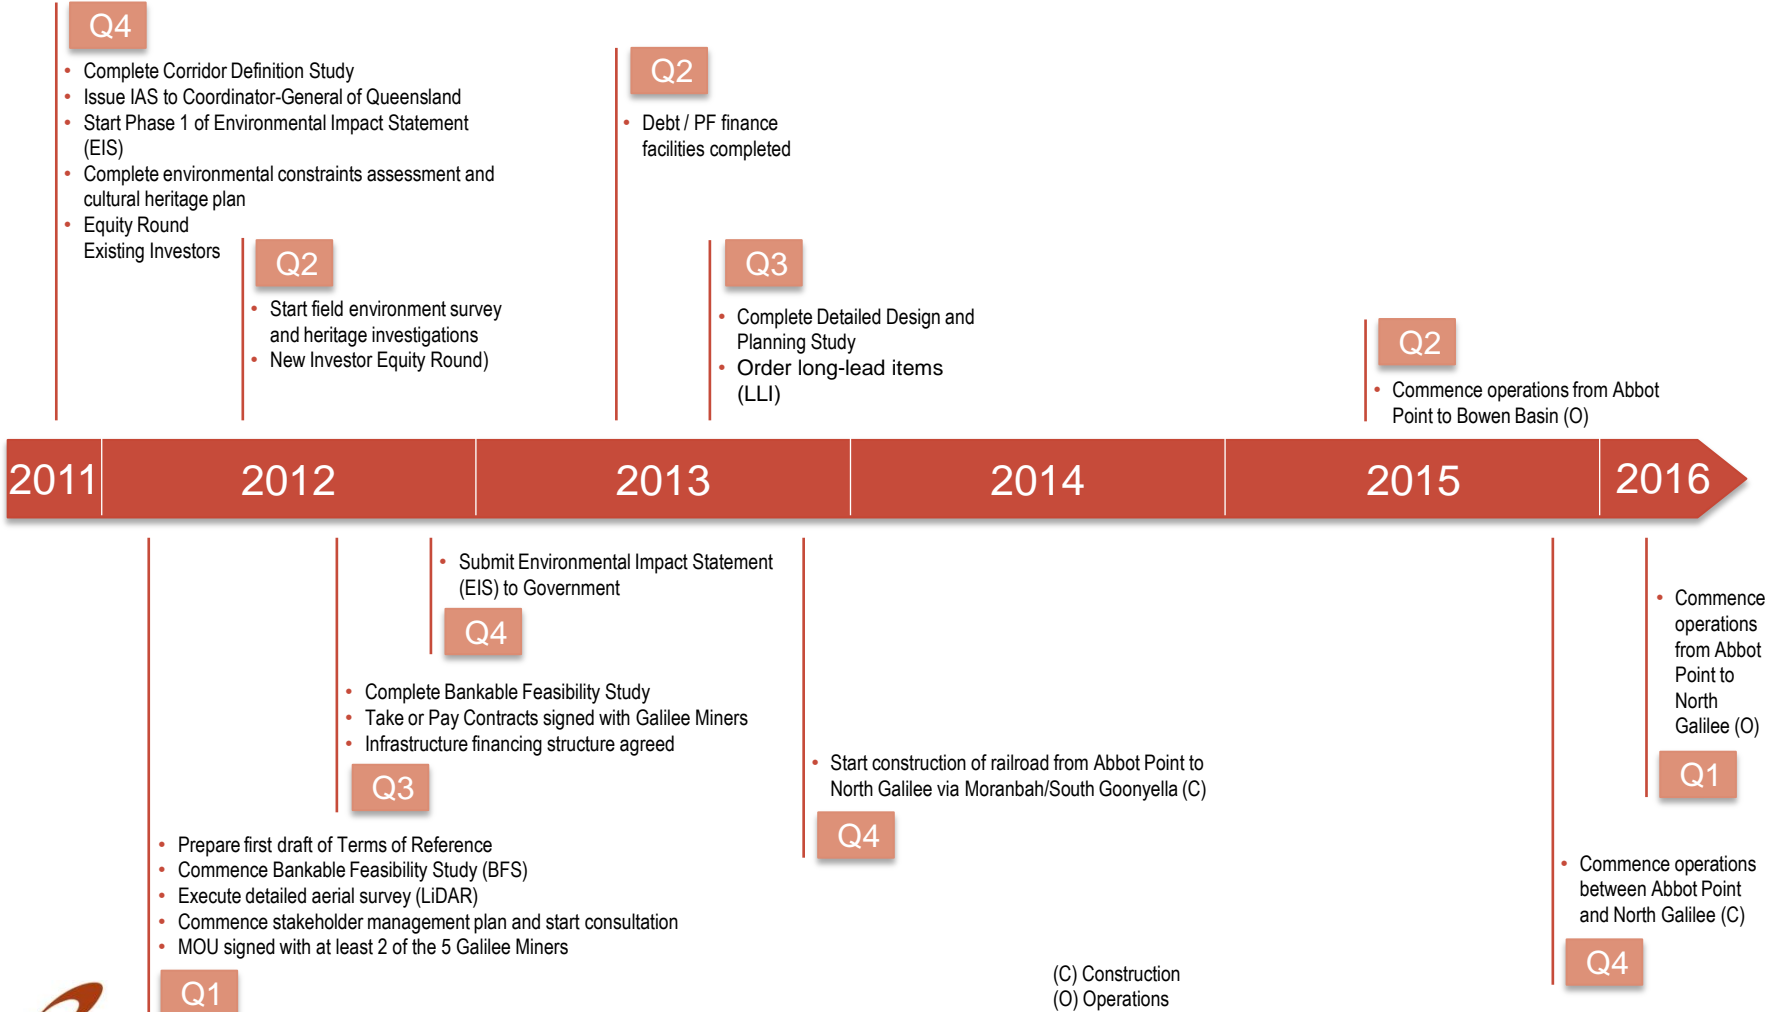 Q4
• Complete Corridor Definition Study
• Issue IAS to Coordinator-General of Queensland
• Start Phase 1 of Environmental Impact Statement
(EIS)
• Complete environmental constraints assessment and
cultural heritage plan
• Equity Round
Existing Investors
Q2
• Start field environment survey
and heritage investigations
• New Investor Equity Round)
Q2
• Debt / PF finance
facilities completed
Q3
• Complete Detailed Design and
Planning Study
• Order long-lead items
(LLI)
Q2
• Commence operations from Abbot
Point to Bowen Basin (O)
2011 2012 2013 2014 2015 2016
• Submit Environmental Impact Statement
(EIS) to Government
Q4
• Complete Bankable Feasibility Study
• Take or Pay Contracts signed with Galilee Miners
• Infrastructure financing structure agreed
Q3
• Prepare first draft of Terms of Reference
• Commence Bankable Feasibility Study (BFS)
• Execute detailed aerial survey (LiDAR)
• Commence stakeholder management plan and start consultation
• MOU signed with at least 2 of the 5 Galilee Miners
Q1
• Start construction of railroad from Abbot Point to
North Galilee via Moranbah/South Goonyella (C)
Q4
• Commence
operations
from Abbot
Point to
North
Galilee (O)
Q1
• Commence operations
between Abbot Point
and North Galilee (C)
Q4
(C) Construction
(O) Operations